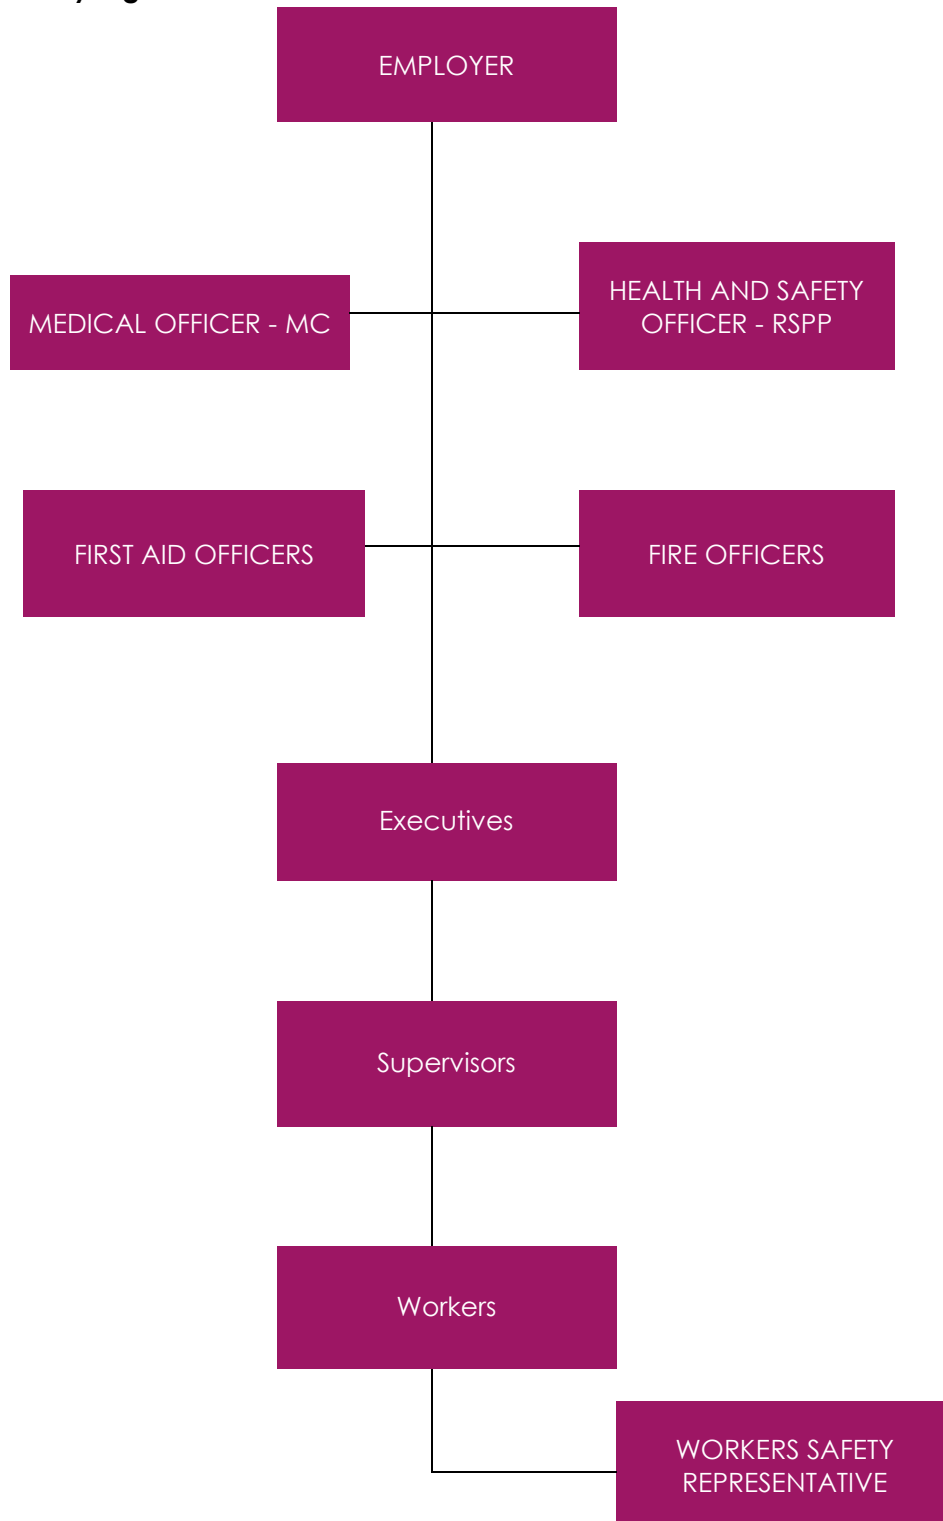 EMPLOYER
MEDICAL OFFICER - MC
HEALTH AND SAFETY
OFFICER - RSPP
FIRST AID OFFICERS
FIRE OFFICERS
Executives
Supervisors
Workers
WORKERS SAFETY
REPRESENTATIVE